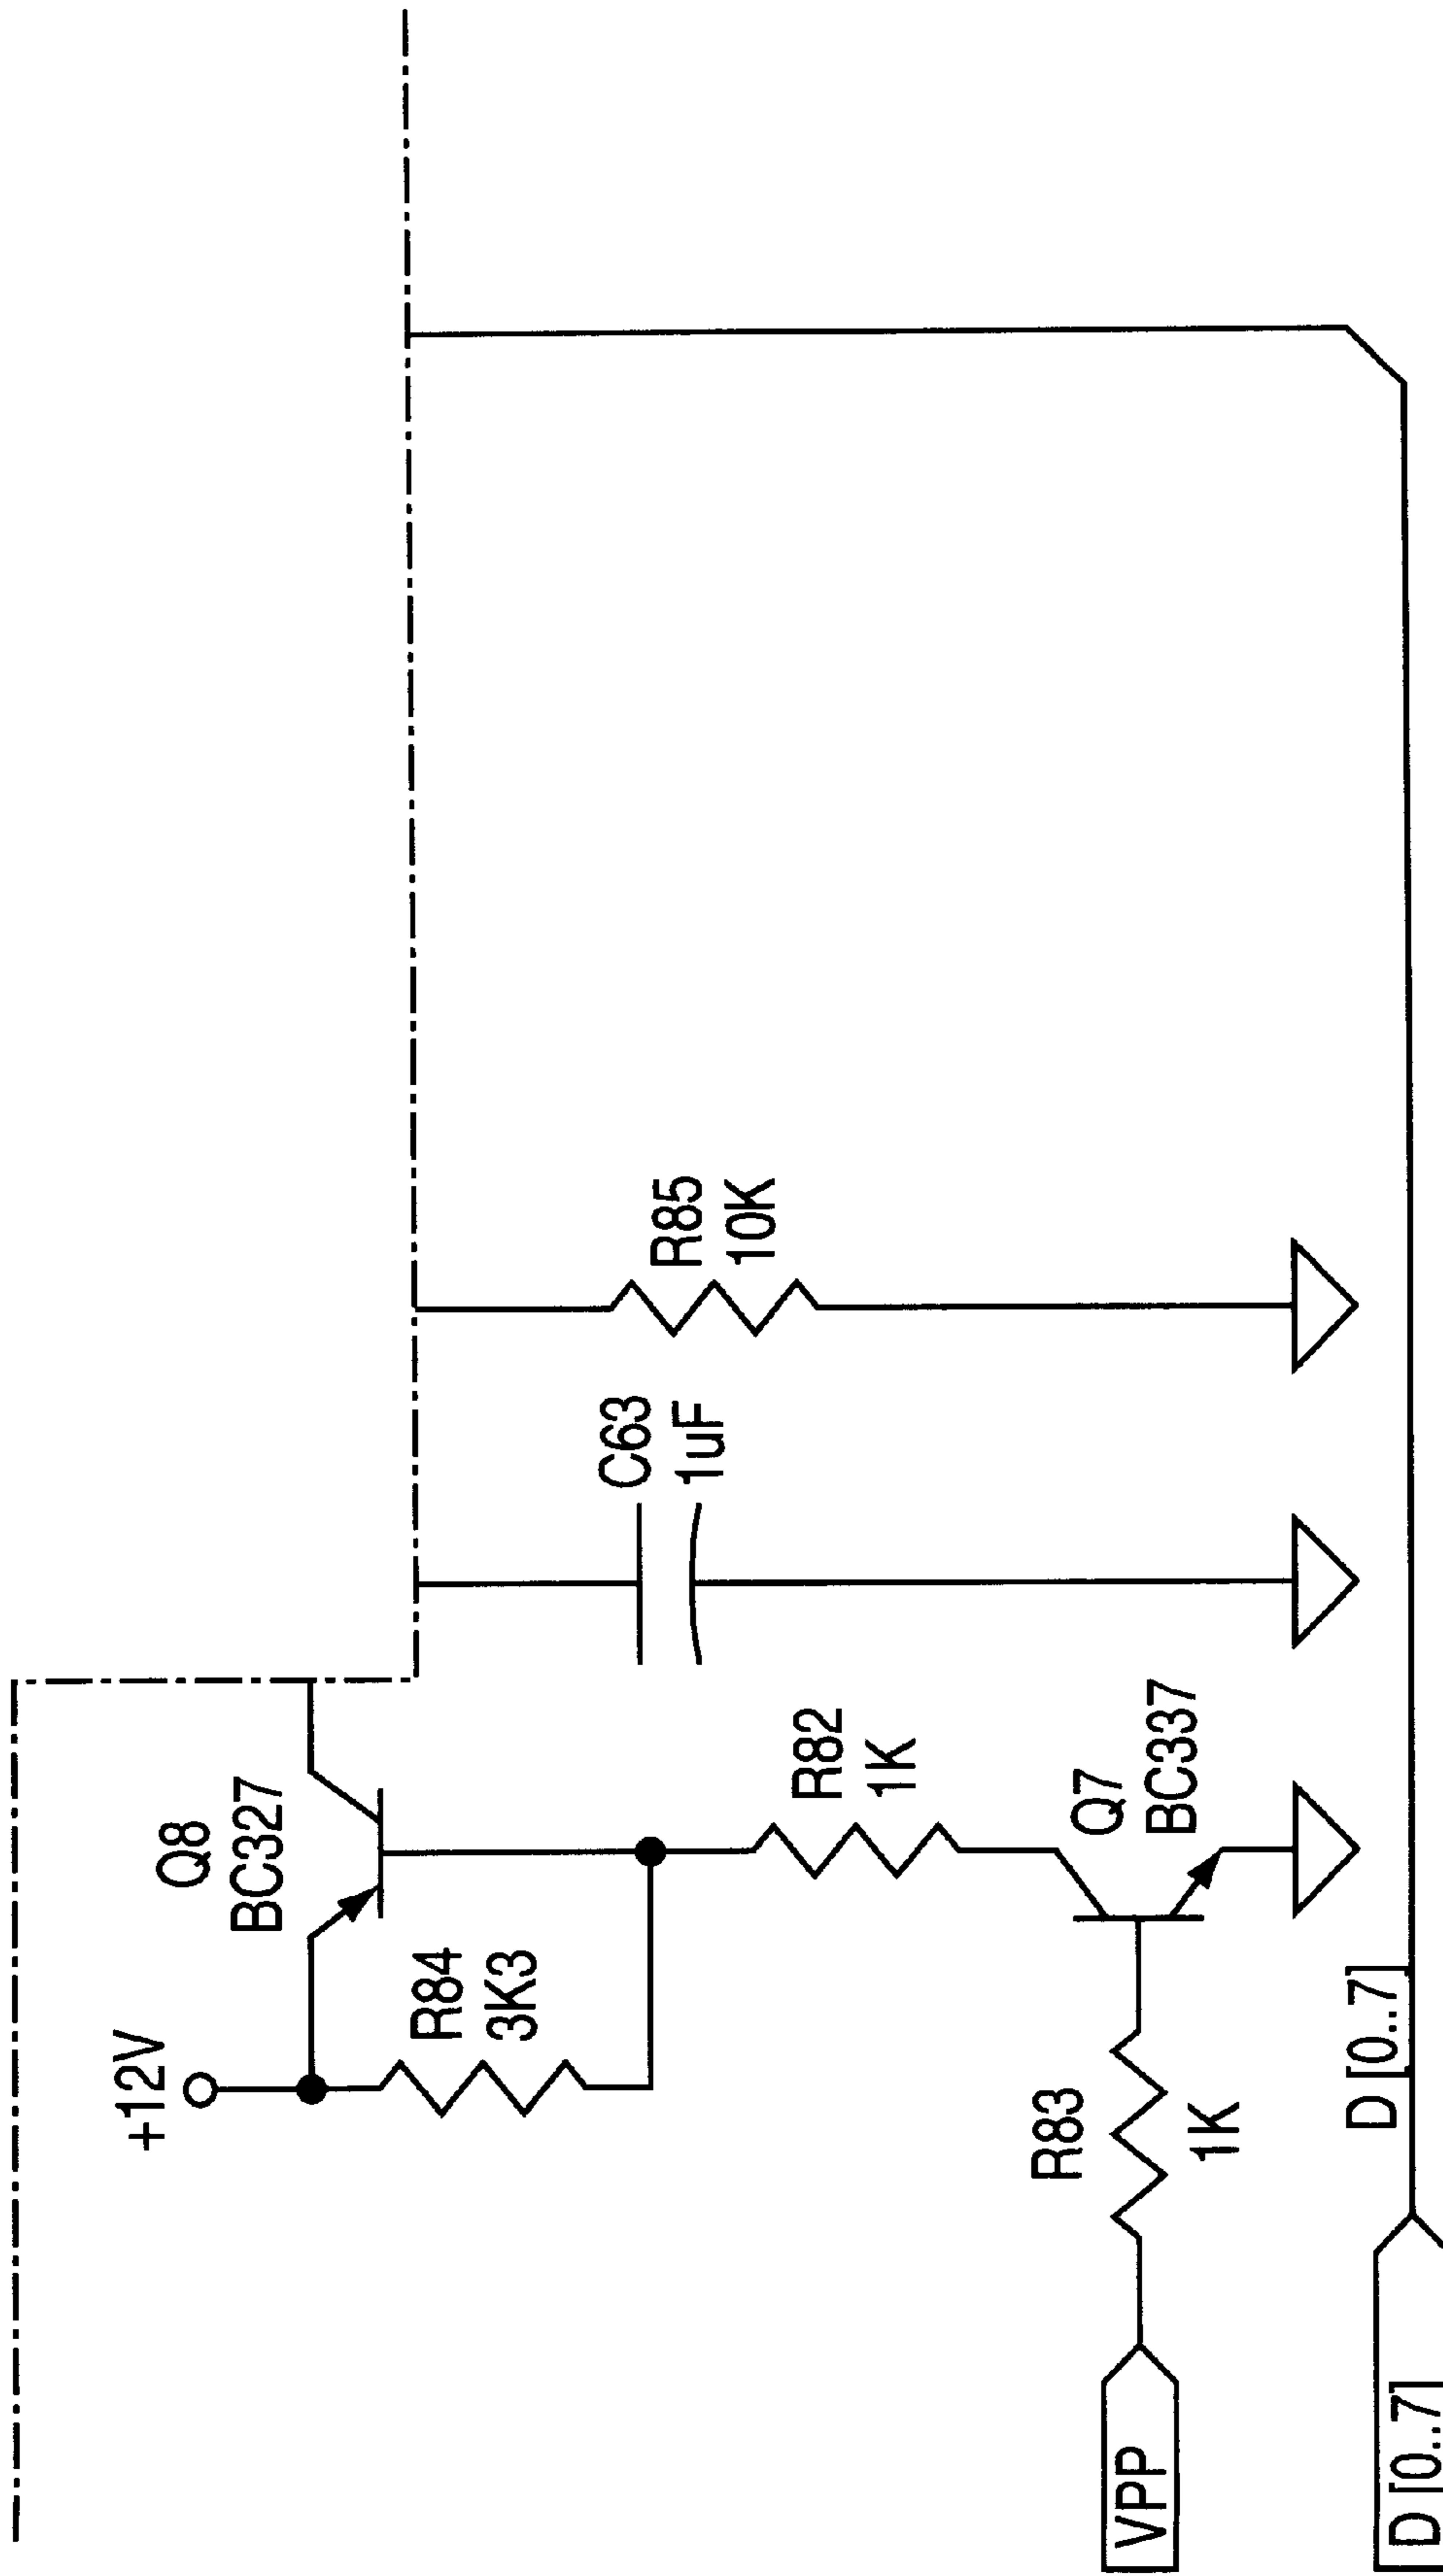 +12V
Q8
BC327
R84
3K3
C63
1uF
R85
10K
R82
1K
Q7
BC337
R83
1K
VPP
D [0..7]
D [0..7]